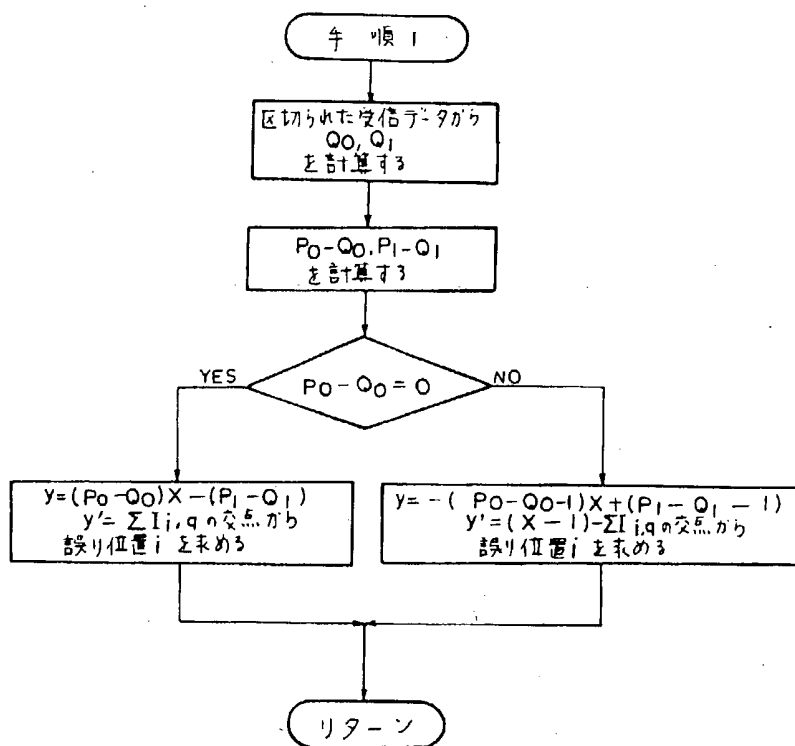 手順1
区切られた受信データから
Q0, Q1
を計算する
P0-Q0, P1-Q1
を計算する
YES
P0-Q0=0
NO
y=(P0-Q0)X-(P1-Q1)
y'=ΣIj,qの交点から
誤り位置iを求める
y=-(P0-Q0-1)X+(P1-Q1-1)
y'=(X-1)-ΣIj,qの交点から
誤り位置iを求める
リターン